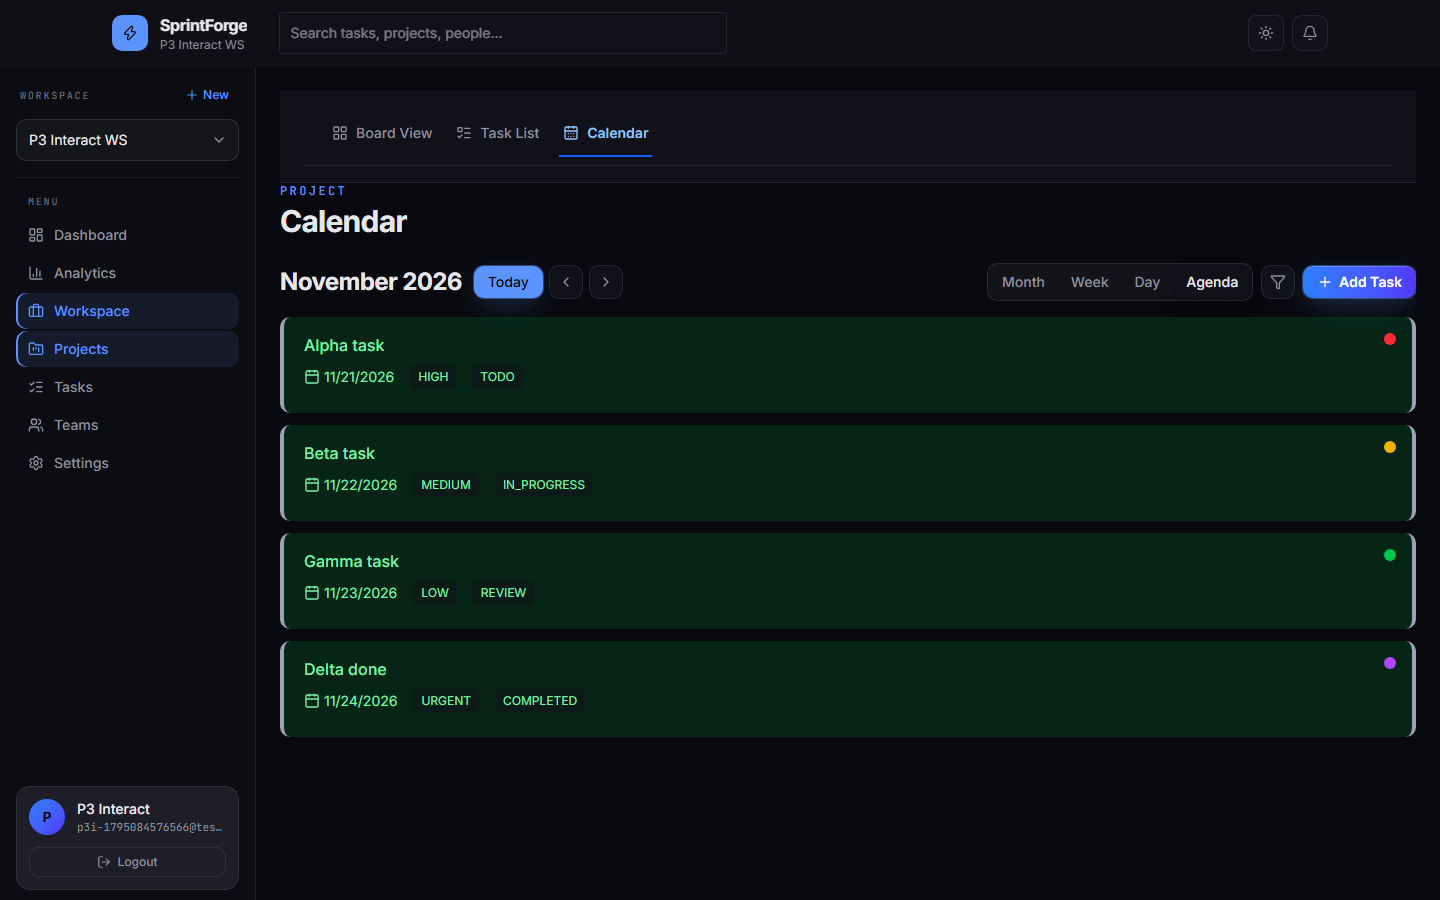 SprintForge
P3 Interact WS
Search tasks, projects, people...
WORKSPACE
New
P3 Interact WS
MENU
Dashboard
Analytics
Workspace
Projects
Tasks
Teams
Settings
P3 Interact
P
p3i-1795084576566@tes…
Logout
Board View
Task List
Calendar
PROJECT
Calendar
November 2026
Today
Month
Week
Day
Agenda
Add Task
Alpha task
11/21/2026 HIGH TODO
Beta task
11/22/2026 MEDIUM IN_PROGRESS
Gamma task
11/23/2026 LOW REVIEW
Delta done
11/24/2026 URGENT COMPLETED